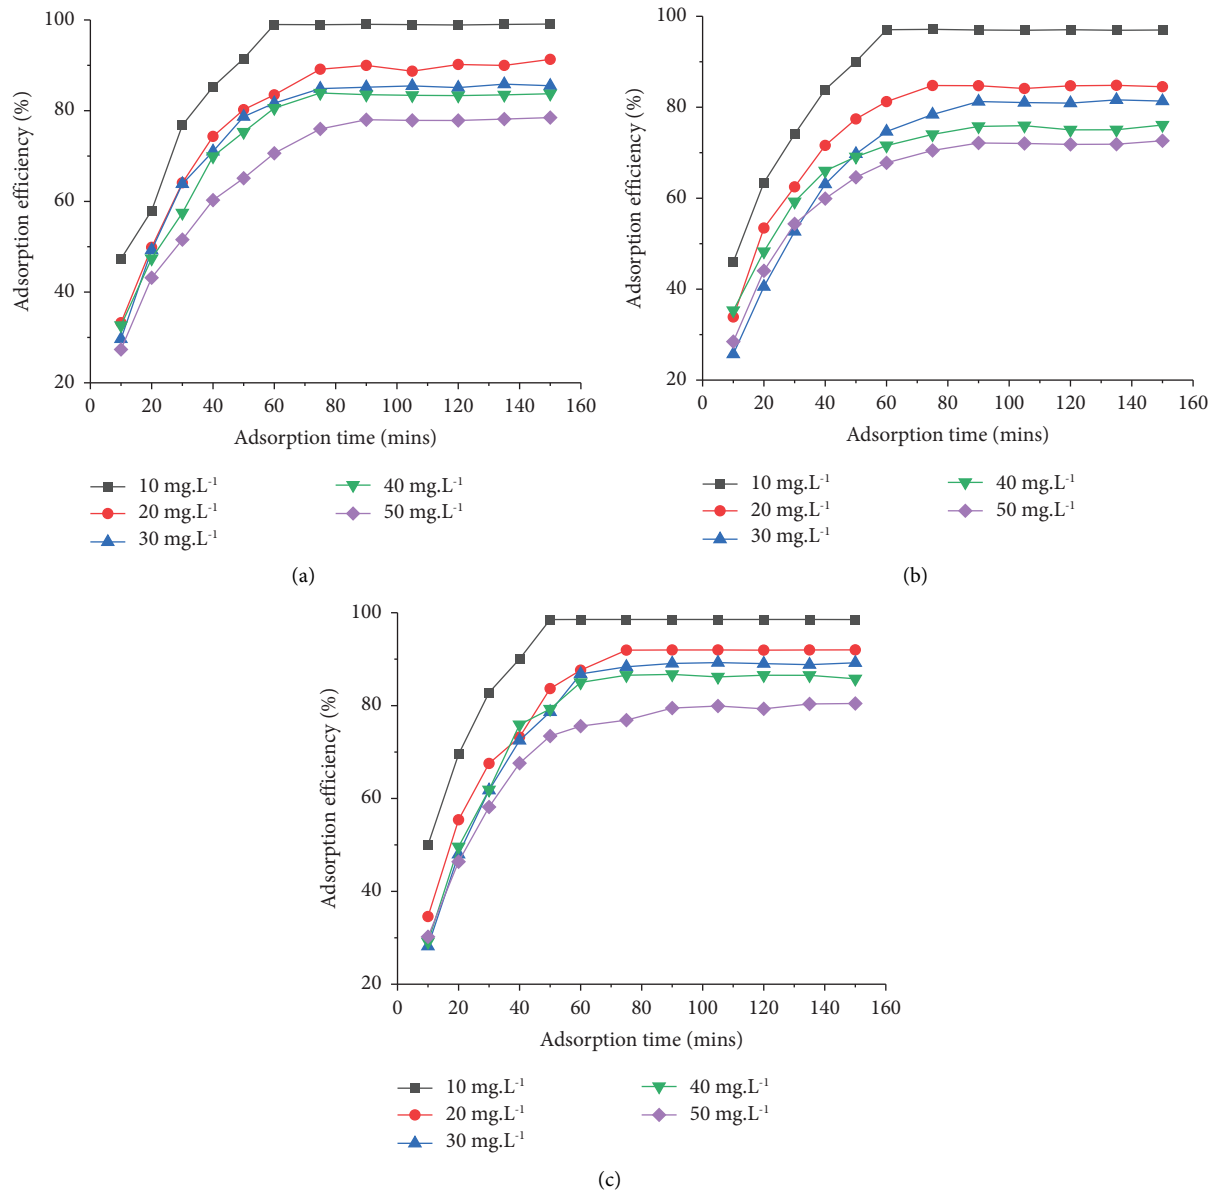 100
80
60
40
20
Adsorption efficiency (%)
0 20 40 60 80 100 120 140 160
Adsorption time (mins)
10 mg.L-1
20 mg.L-1
30 mg.L-1
40 mg.L-1
50 mg.L-1
(a)
100
80
60
40
20
Adsorption efficiency (%)
0 20 40 60 80 100 120 140 160
Adsorption time (mins)
10 mg.L-1
20 mg.L-1
30 mg.L-1
40 mg.L-1
50 mg.L-1
(b)
100
80
60
40
20
Adsorption efficiency (%)
0 20 40 60 80 100 120 140 160
Adsorption time (mins)
10 mg.L-1
20 mg.L-1
30 mg.L-1
40 mg.L-1
50 mg.L-1
(c)